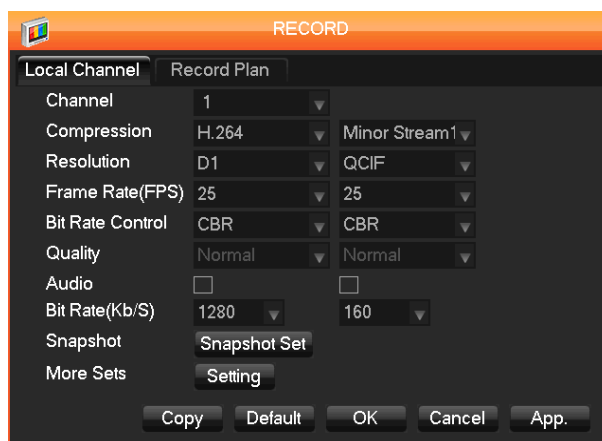 RECORD
Local Channel Record Plan
Channel 1
Compression H.264 Minor Stream1
Resolution D1 QCIF
Frame Rate(FPS) 25 25
Bit Rate Control CBR CBR
Quality Normal Normal
Audio
Bit Rate(Kb/S) 1280 160
Snapshot Snapshot Set
More Sets Setting
Copy Default OK Cancel App.